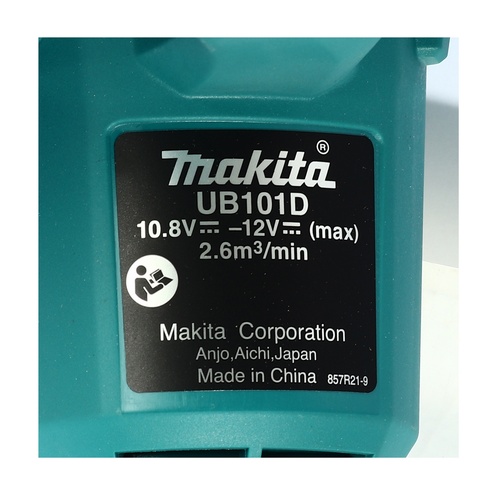 makita®
UB101D
10.8V⎓ –12V⎓ (max)
2.6m³/min
Makita Corporation
Anjo,Aichi,Japan
Made in China 857R21-9